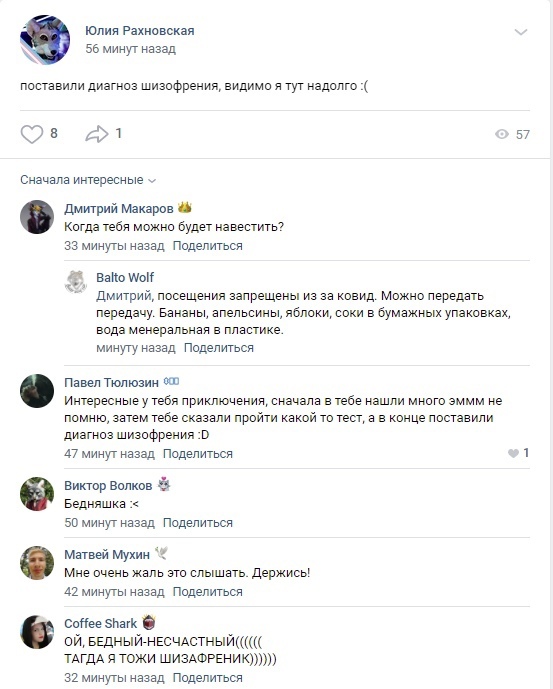 Юлия Рахновская
56 минут назад
поставили диагноз шизофрения, видимо я тут надолго :(
8
1
57
Сначала интересные
Дмитрий Макаров
Когда тебя можно будет навестить?
33 минуты назад Поделиться
Balto Wolf
Дмитрий, посещения запрещены из за ковид. Можно передать
передачу. Бананы, апельсины, яблоки, соки в бумажных упаковках,
вода менеральная в пластике.
минуту назад Поделиться
Павел Тюлюзин
Интересные у тебя приключения, сначала в тебе нашли много эммм не
помню, затем тебе сказали пройти какой то тест, а в конце поставили
диагноз шизофрения :D
47 минут назад Поделиться
1
Виктор Волков
Бедняшка :<
50 минут назад Поделиться
Матвей Мухин
Мне очень жаль это слышать. Держись!
42 минуты назад Поделиться
Coffee Shark
ОЙ, БЕДНЫЙ-НЕСЧАСТНЫЙ((((((
ТАГДА Я ТОЖИ ШИЗАФРЕНИК))))))
32 минуты назад Поделиться